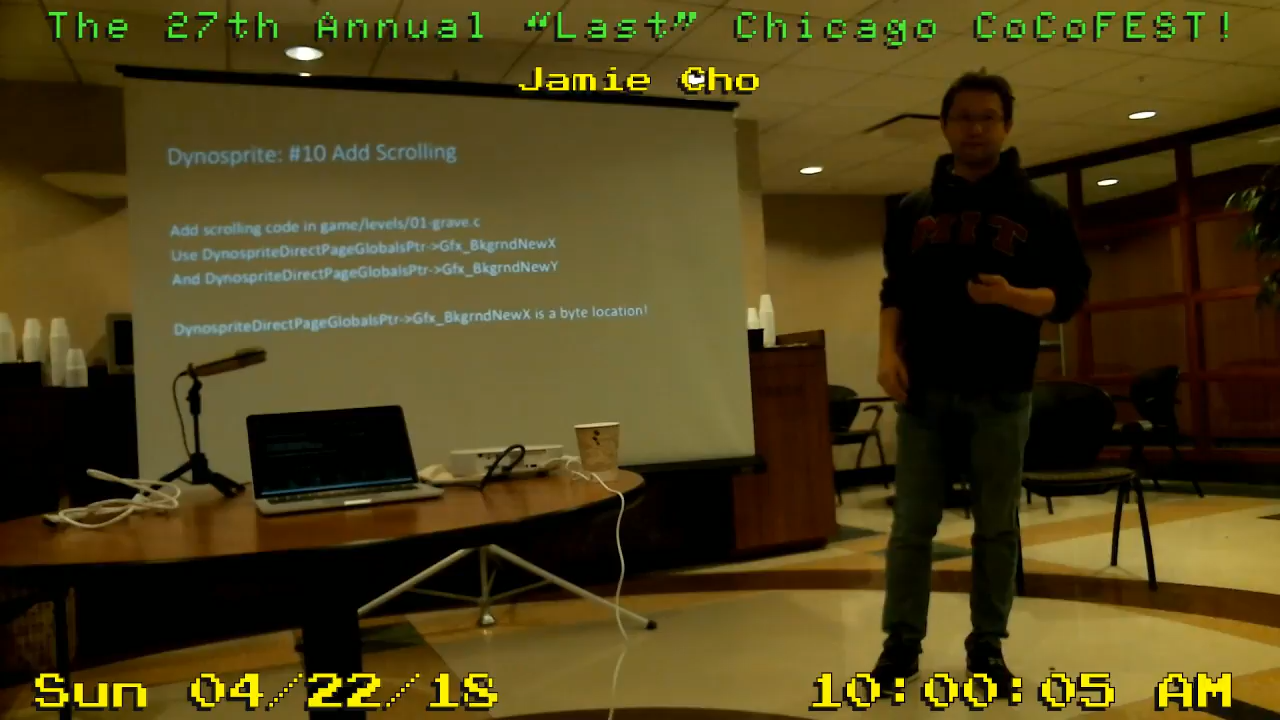 The 27th Annual “Last” Chicago CoCoFEST!
Jamie Cho
Dynosprite: #10 Add Scrolling
Add scrolling code in game/levels/01-grave.c
Use DynospriteDirectPageGlobalsPtr->Gfx_BkgrndNewX
And DynospriteDirectPageGlobalsPtr->Gfx_BkgrndNewY
DynospriteDirectPageGlobalsPtr->Gfx_BkgrndNewX is a byte location!
MIT
Sun 04/22/18
10:00:05 AM